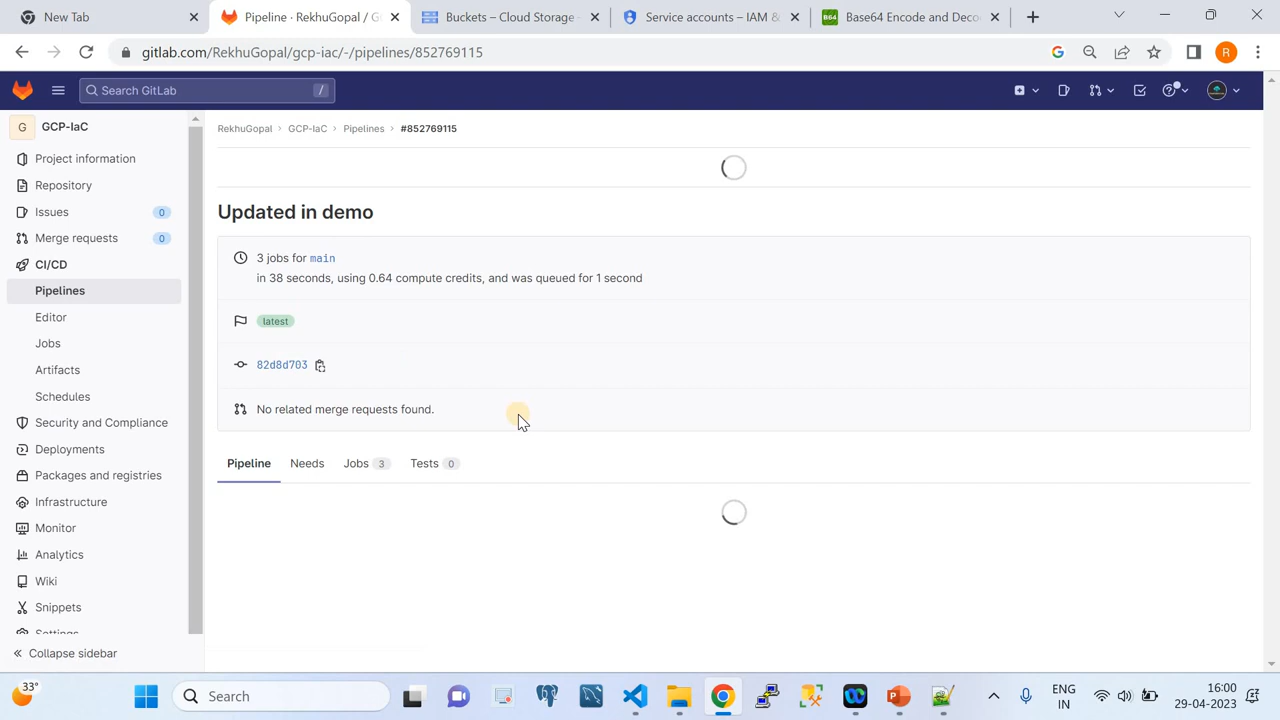 New Tab
Pipeline · RekhuGopal / G
Buckets – Cloud Storage -
Service accounts – IAM &
B64
Base64 Encode and Deco
gitlab.com/RekhuGopal/gcp-iac/-/pipelines/852769115
R
Search GitLab
/
G
GCP-IaC
Project information
Repository
Issues
0
Merge requests
0
CI/CD
Pipelines
Editor
Jobs
Artifacts
Schedules
Security and Compliance
Deployments
Packages and registries
Infrastructure
Monitor
Analytics
Wiki
Snippets
Settings
Collapse sidebar
RekhuGopal
GCP-IaC
Pipelines
#852769115
Updated in demo
3 jobs for main
in 38 seconds, using 0.64 compute credits, and was queued for 1 second
latest
82d8d703
No related merge requests found.
Pipeline
Needs
Jobs 3
Tests 0
33°
Search
ENG
IN
16:00
29-04-2023